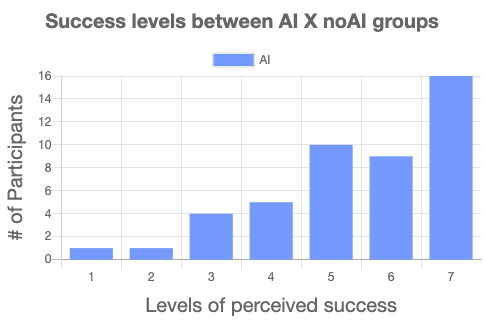 Success levels between AI X noAI groups
AI
# of Participants
16
14
12
10
8
6
4
2
0
1 2 3 4 5 6 7
Levels of perceived success